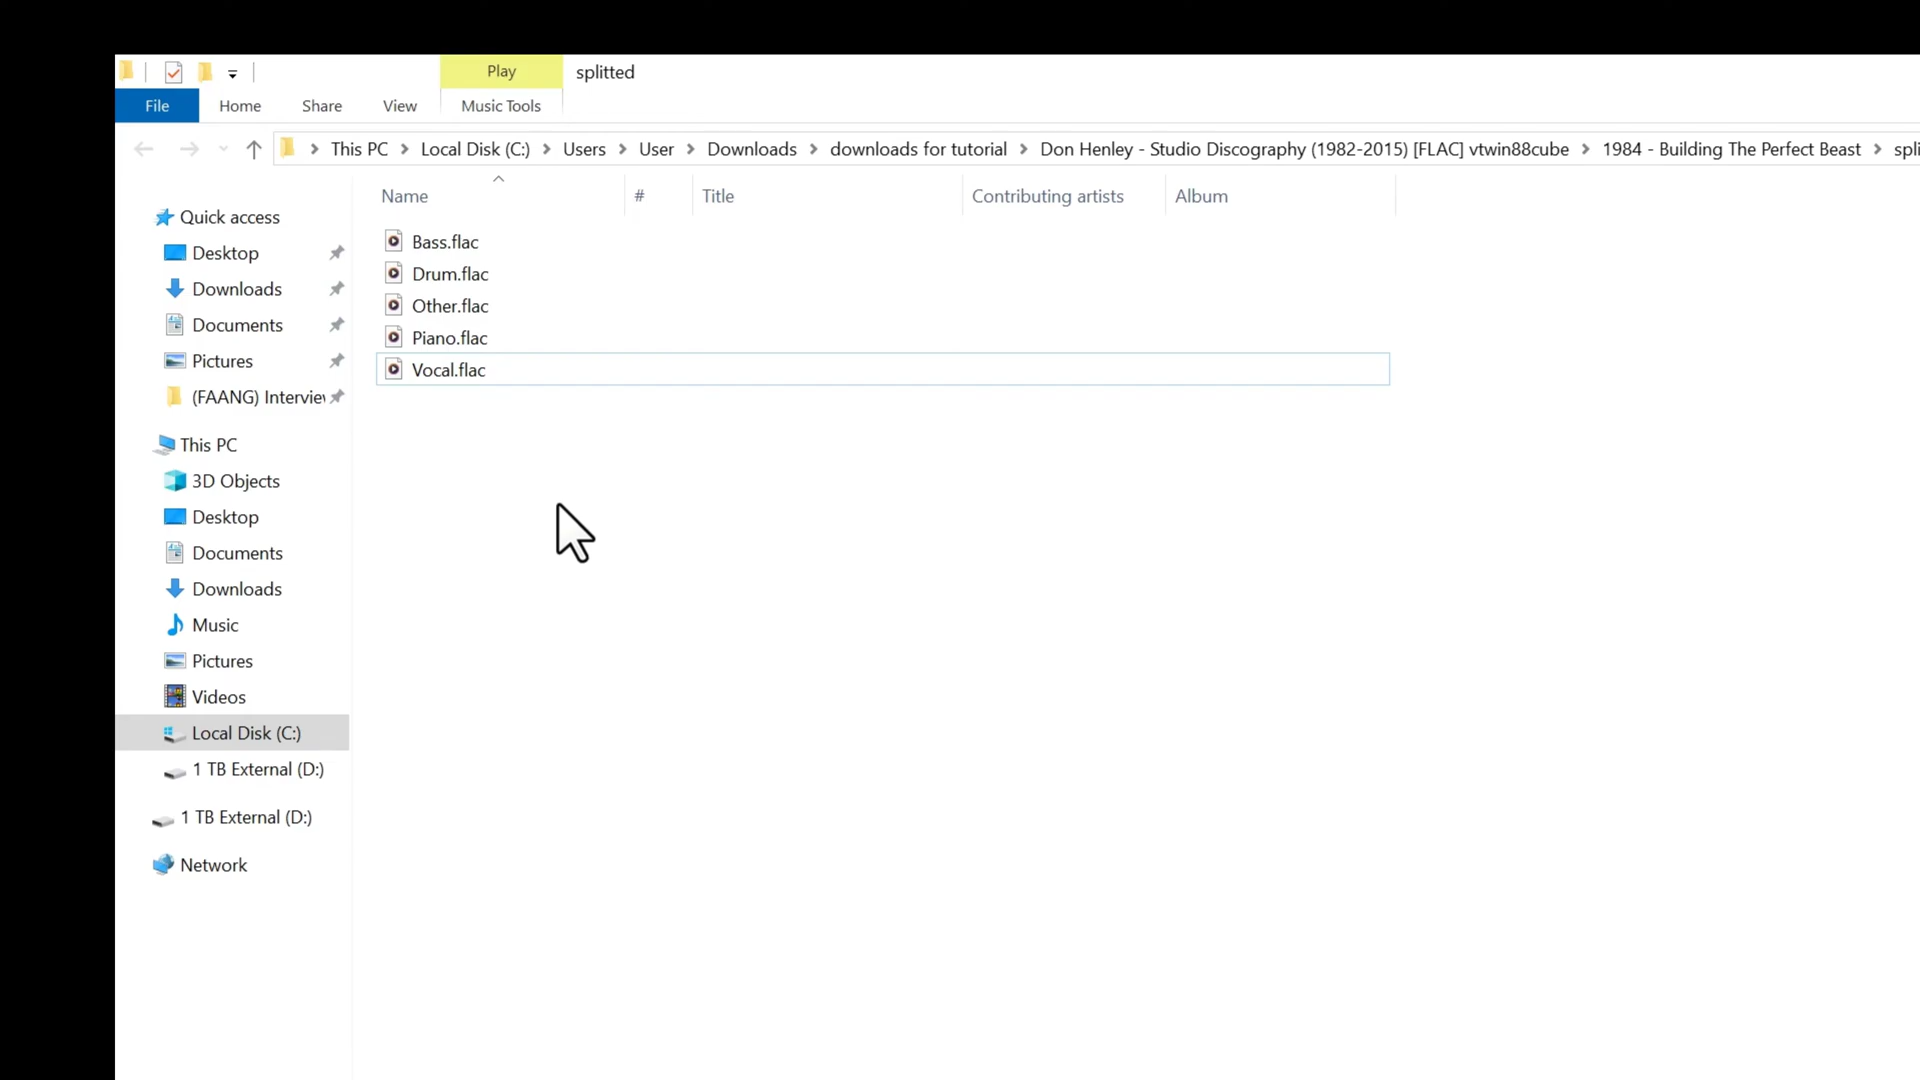 Play splitted
File Home Share View Music Tools
This PC Local Disk (C:) Users User Downloads downloads for tutorial Don Henley - Studio Discography (1982-2015) [FLAC] vtwin88cube 1984 - Building The Perfect Beast spli
Name # Title Contributing artists Album
Quick access
Desktop
Downloads
Documents
Pictures
(FAANG) Interview
This PC
3D Objects
Desktop
Documents
Downloads
Music
Pictures
Videos
Local Disk (C:)
1 TB External (D:)
1 TB External (D:)
Network
Bass.flac
Drum.flac
Other.flac
Piano.flac
Vocal.flac